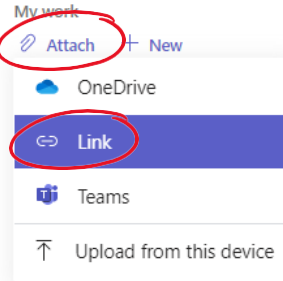 My work
Attach New
OneDrive
Link
Teams
Upload from this device